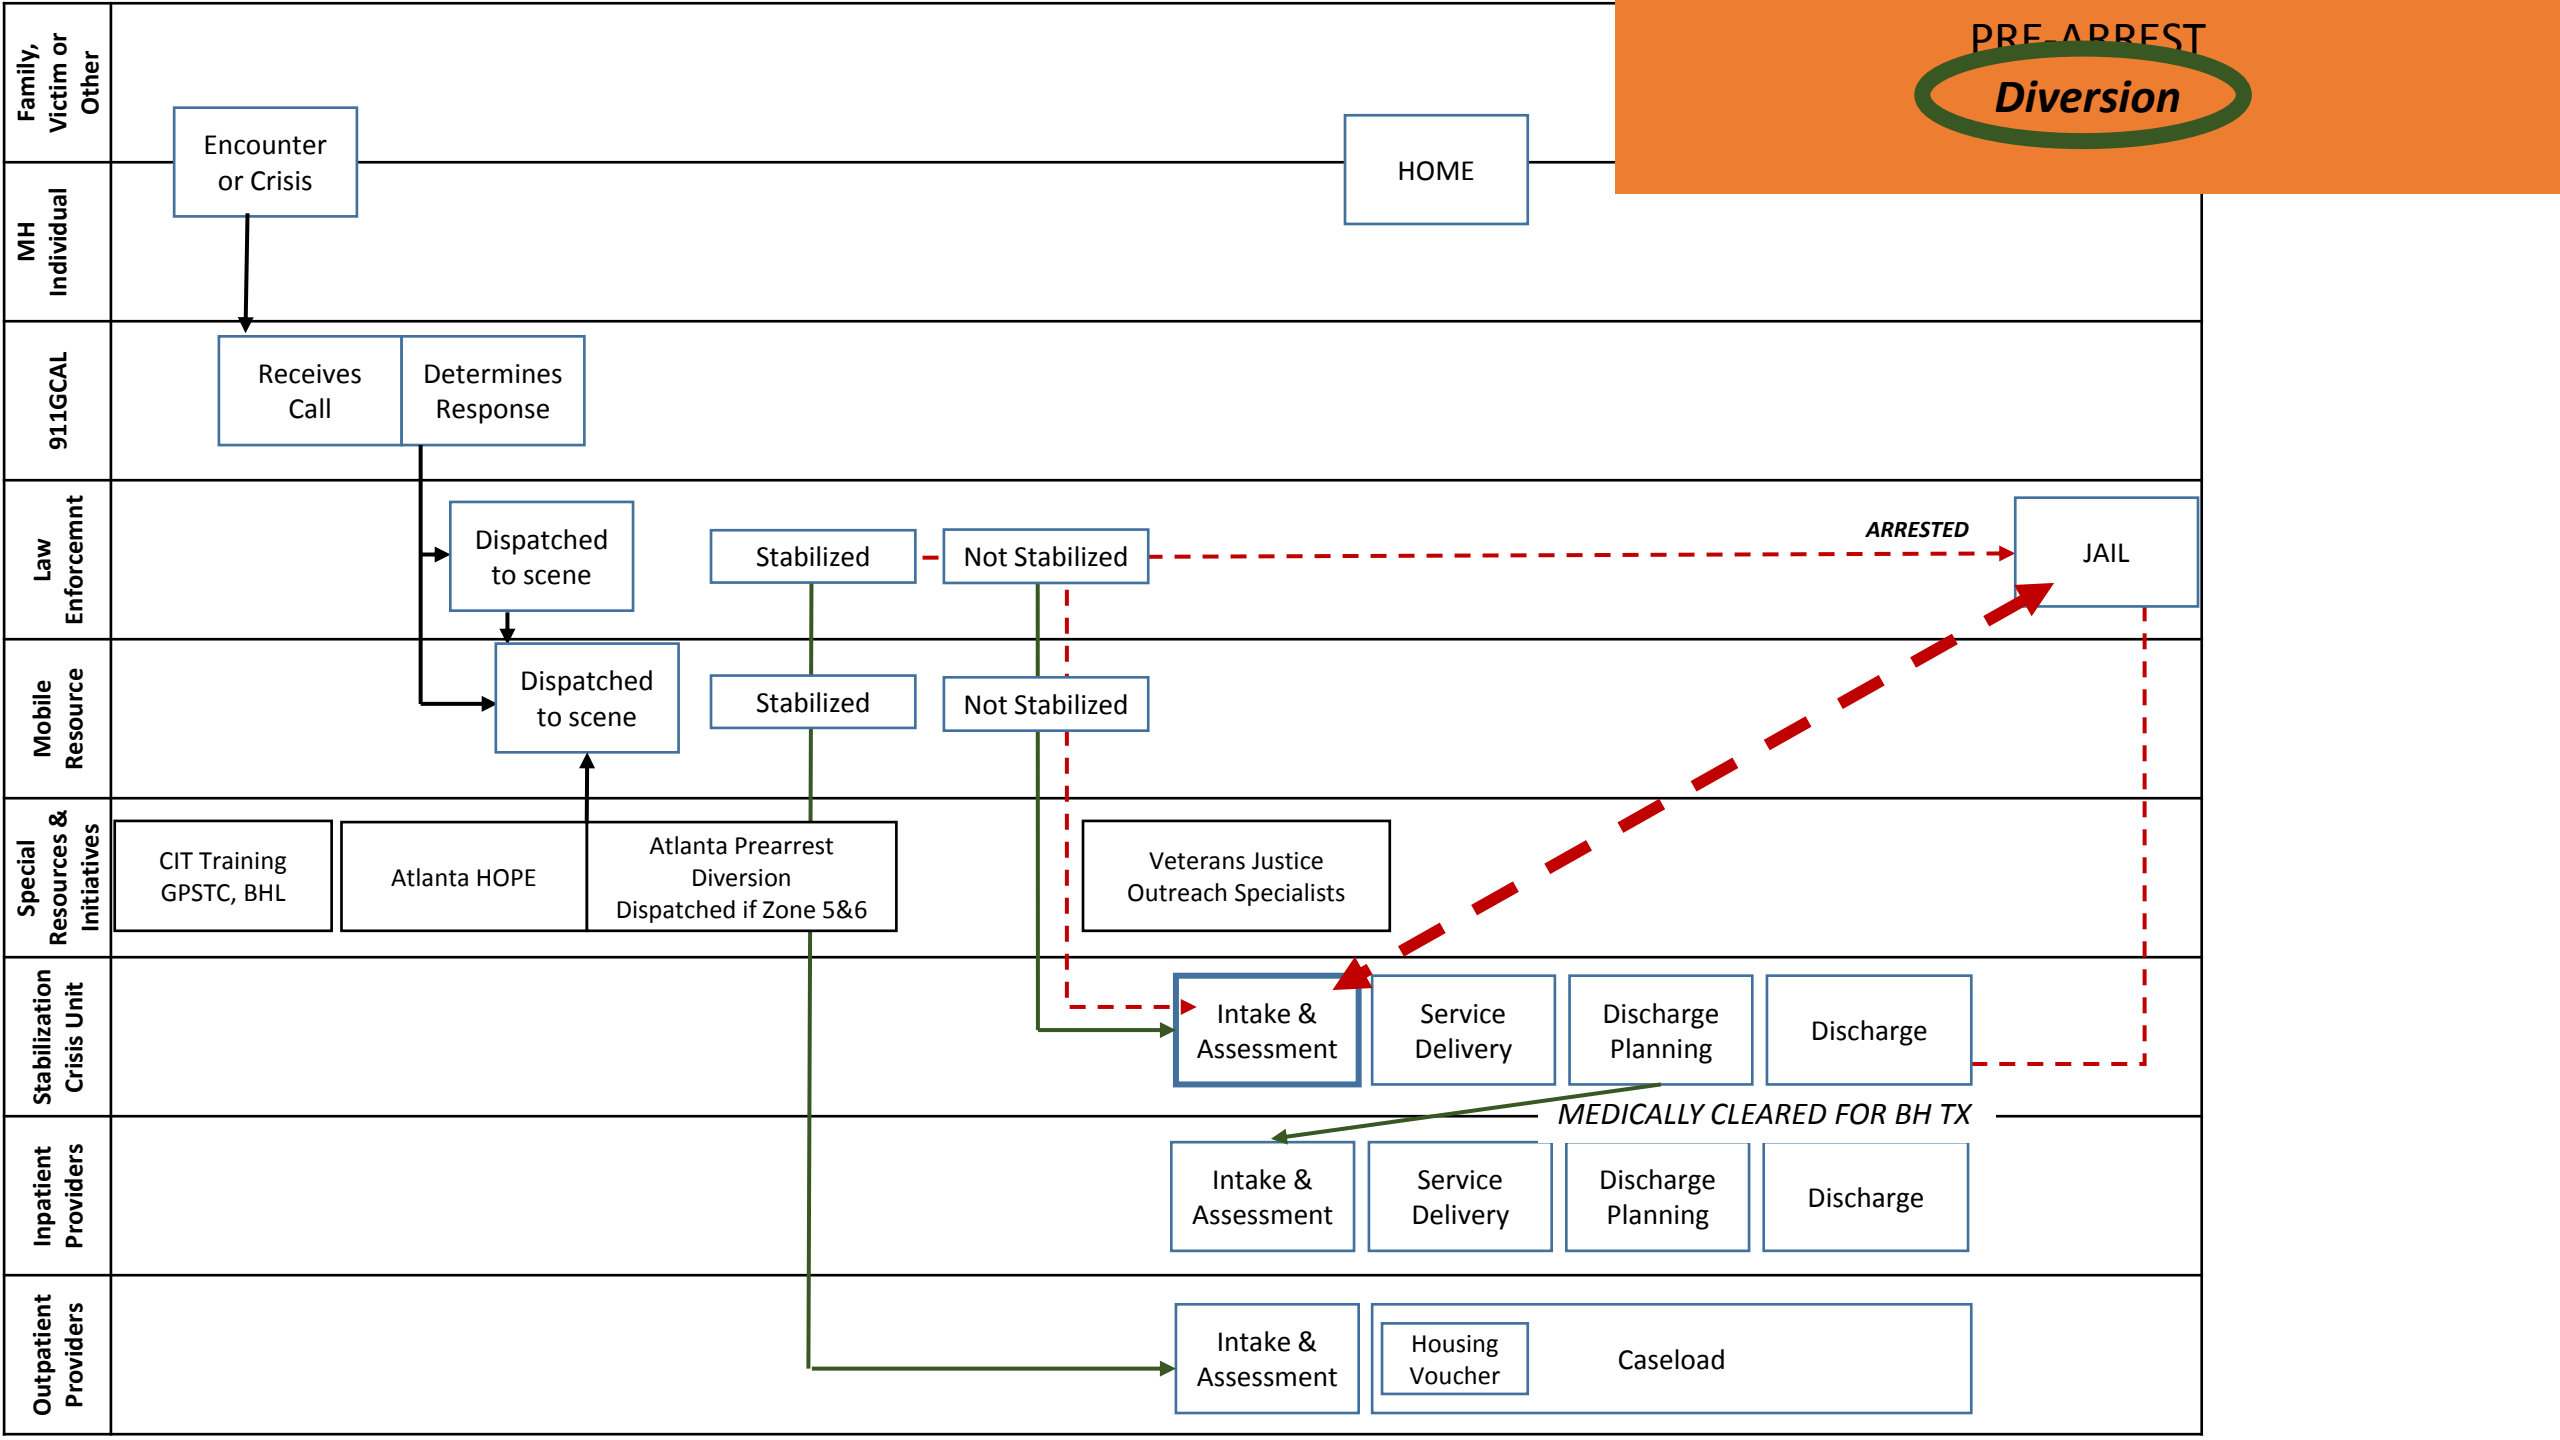 PRE-ARREST
Diversion
Family,
Victim or
Other
Encounter
or Crisis
HOME
MH
Individual
911GCAL
Receives
Call
Determines
Response
Law
Enforcemnt
Dispatched
to scene
Stabilized
Not Stabilized
ARRESTED
JAIL
Mobile
Resource
Dispatched
to scene
Stabilized
Not Stabilized
Special
Resources &
Initiatives
CIT Training
GPSTC, BHL
Atlanta HOPE
Atlanta Prearrest
Diversion
Dispatched if Zone 5&6
Veterans Justice
Outreach Specialists
Stabilization
Crisis Unit
Intake &
Assessment
Service
Delivery
Discharge
Planning
Discharge
MEDICALLY CLEARED FOR BH TX
Inpatient
Providers
Intake &
Assessment
Service
Delivery
Discharge
Planning
Discharge
Outpatient
Providers
Intake &
Assessment
Housing
Voucher
Caseload